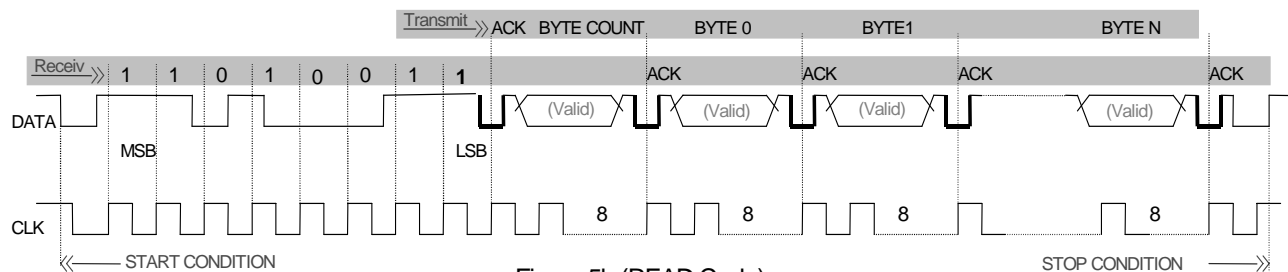 Transmit ACK BYTE COUNT BYTE 0 BYTE1 BYTE N
Receiv 1 1 0 1 0 0 1 1 ACK ACK ACK ACK
DATA (Valid) (Valid) (Valid) (Valid)
MSB LSB
CLK 8 8 8 8
START CONDITION STOP CONDITION